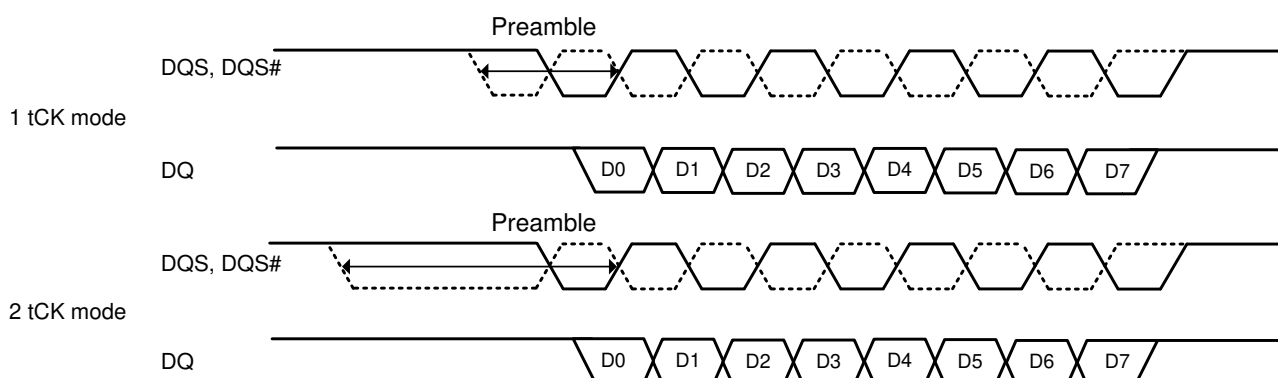 Preamble
DQS, DQS#
1 tCK mode
DQ
D0 D1 D2 D3 D4 D5 D6 D7
Preamble
DQS, DQS#
2 tCK mode
DQ
D0 D1 D2 D3 D4 D5 D6 D7